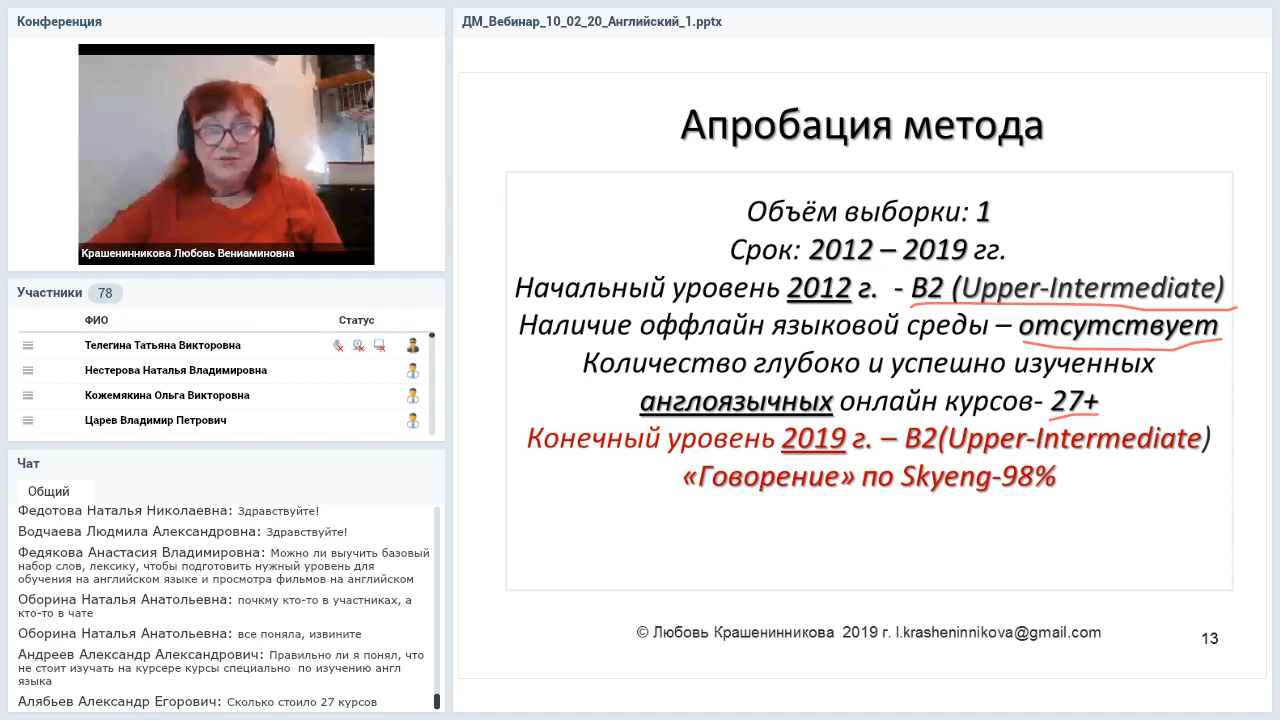 Конференция
Крашенинникова Любовь Вениаминовна
Участники 78
ФИО Статус
Телегина Татьяна Викторовна
Нестерова Наталья Владимировна
Кожемякина Ольга Викторовна
Царев Владимир Петрович
Чат
Общий
Федотова Наталья Николаевна: Здравствуйте!
Водчаева Людмила Александровна: Здравствуйте!
Федякова Анастасия Владимировна: Можно ли выучить базовый
набор слов, лексику, чтобы подготовить нужный уровень для
обучения на английском языке и просмотра фильмов на английском
Оборина Наталья Анатольевна: почкму кто-то в участниках, а
кто-то в чате
Оборина Наталья Анатольевна: все поняла, извините
Андреев Александр Александрович: Правильно ли я понял, что
не стоит изучать на курсере курсы специально по изучению англ
языка
Алябьев Александр Егорович: Сколько стоило 27 курсов
ДМ_Вебинар_10_02_20_Английский_1.pptx
Апробация метода
Объём выборки: 1
Срок: 2012 – 2019 гг.
Начальный уровень 2012 г. - B2 (Upper-Intermediate)
Наличие оффлайн языковой среды – отсутствует
Количество глубоко и успешно изученных
англоязычных онлайн курсов- 27+
Конечный уровень 2019 г. – B2(Upper-Intermediate)
«Говорение» по Skyeng-98%
© Любовь Крашенинникова 2019 г. l.krasheninnikova@gmail.com
13